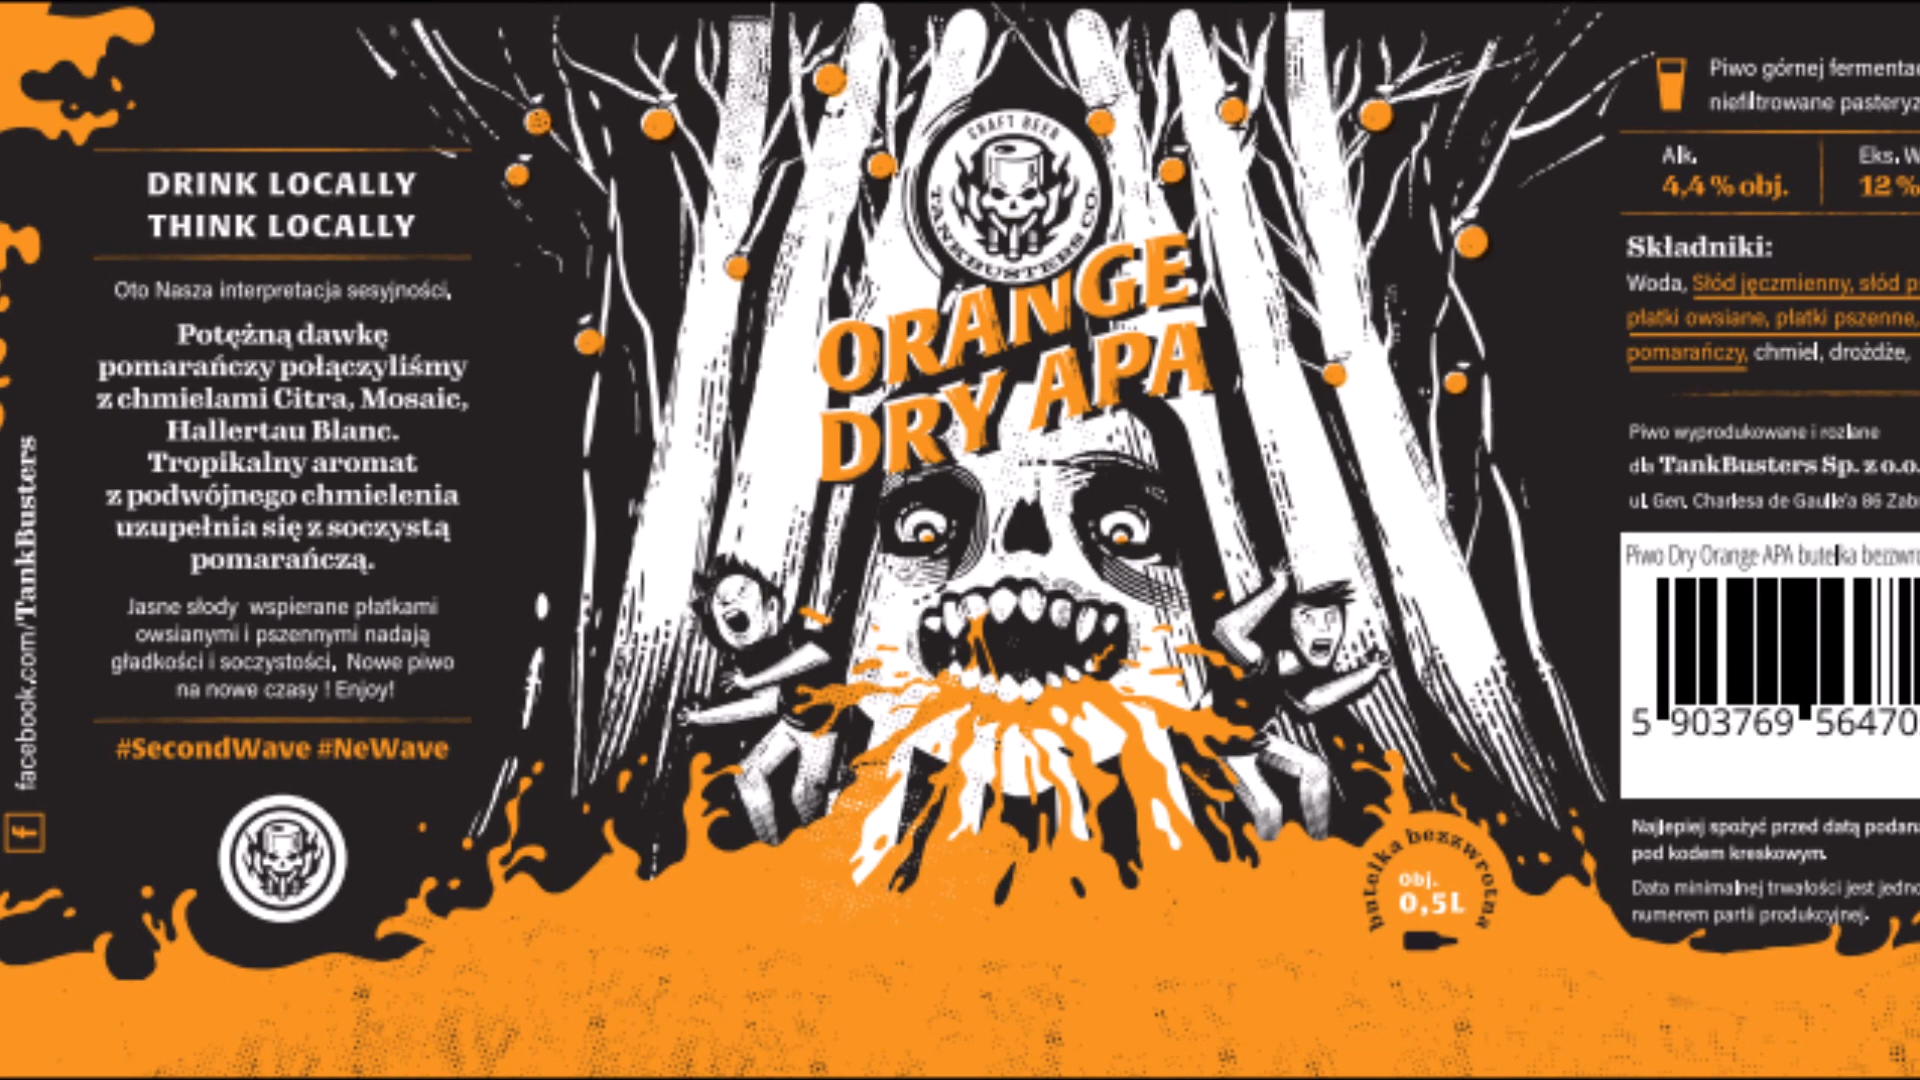 facebook.com/TankBusters
DRINK LOCALLY
THINK LOCALLY
Oto Nasza interpretacja sesyjności.
Potężną dawkę
pomarańczy połączyliśmy
z chmielami Citra, Mosaic,
Hallertau Blanc.
Tropikalny aromat
z podwójnego chmielenia
uzupełnia się z soczystą
pomarańczą.
Jasne słody wspierane płatkami
owsianymi i pszennymi nadają
gładkości i soczystości. Nowe piwo
na nowe czasy ! Enjoy!
#SecondWave #NeWave
CRAFT BEER
TANKBUSTERS CO.
ORANGE
DRY APA
butelka bezzwrotna
Obj.
0,5L
Piwo górnej fermentac
niefiltrowane pasteryz
Alk.
4,4 % obj.
Eks. W
12 %
Składniki:
Woda, Słód jęczmienny, słód p
płatki owsiane, płatki pszenne,
pomarańczy, chmiel, drożdże,
Piwo wyprodukowane i rozlane
dla TankBusters Sp. z o.o.
ul. Gen. Charlesa de Gaulle'a 86 Zab
Piwo Dry Orange APA butelka bezzwro
5 903769 56470
Najlepiej spożyć przed datą podan
pod kodem kreskowym.
Data minimalnej trwałości jest jedno
numerem partii produkcyjnej.